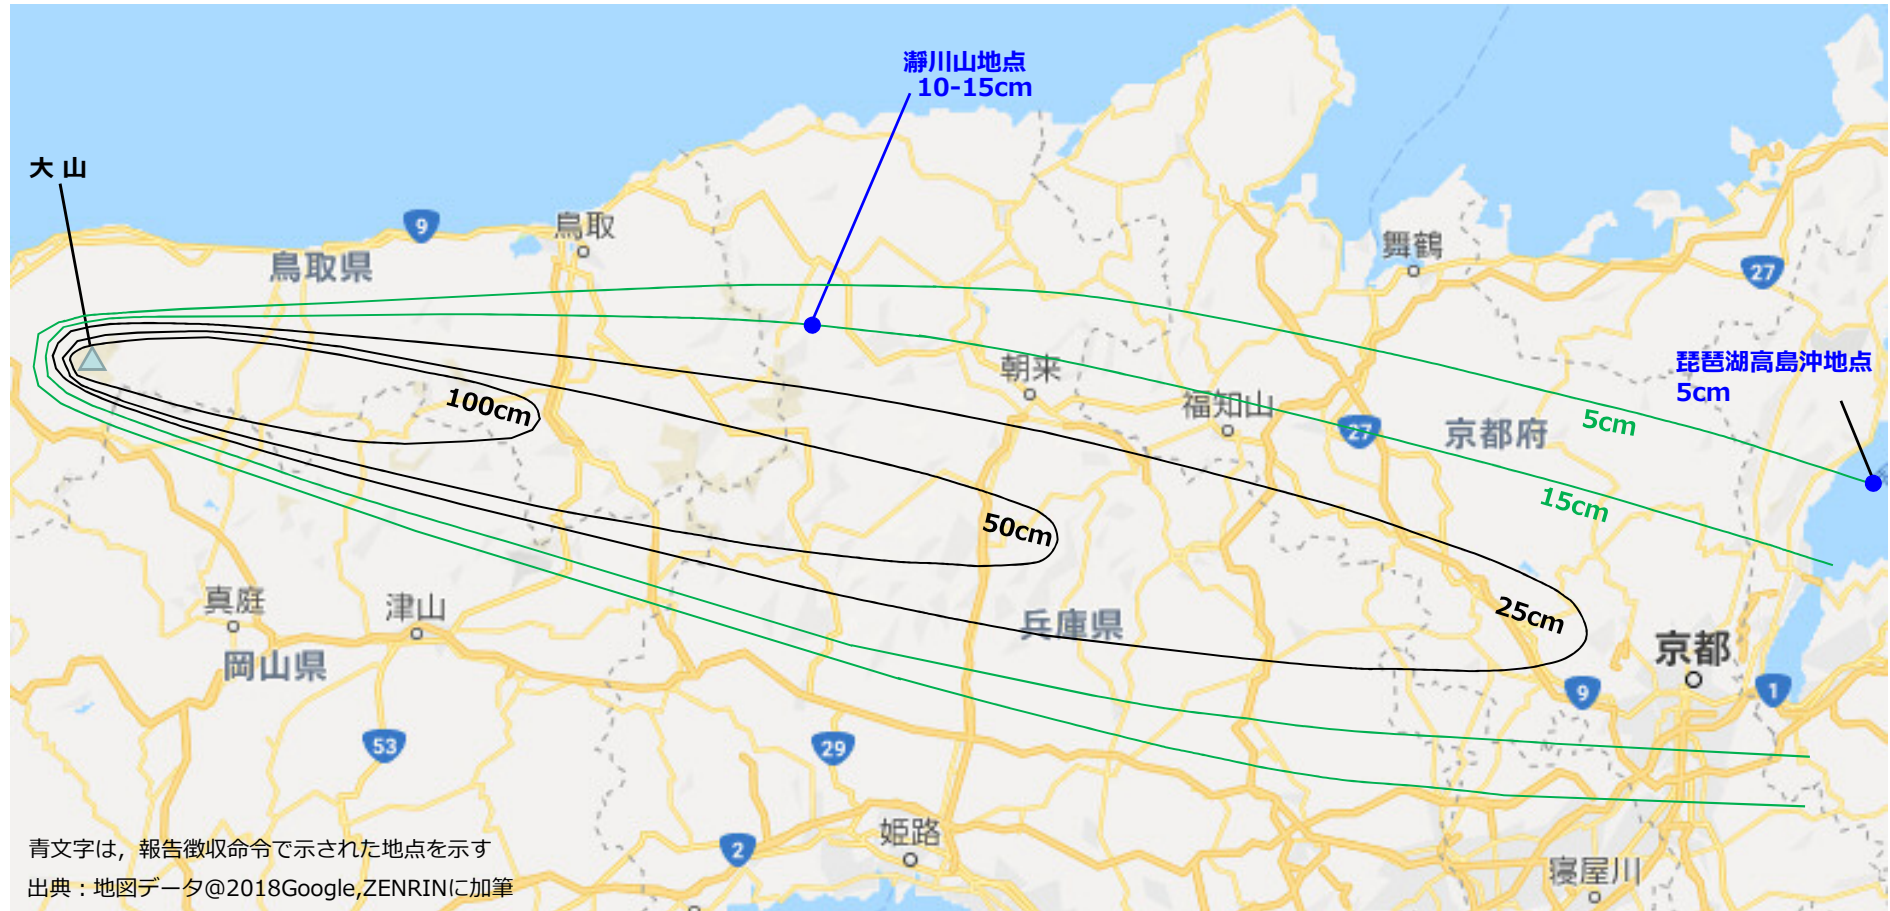 瀞川山地点
10-15cm
大 山
9
鳥取
鳥取県
舞鶴
27
朝来
琵琶湖高島沖地点
5cm
100cm
福知山
27
京都府
5cm
15cm
50cm
真庭
津山
兵庫県
25cm
京都
岡山県
9
1
53
29
青文字は，報告徴収命令で示された地点を示す
2
姫路
寝屋川
出典：地図データ@2018Google,ZENRINに加筆